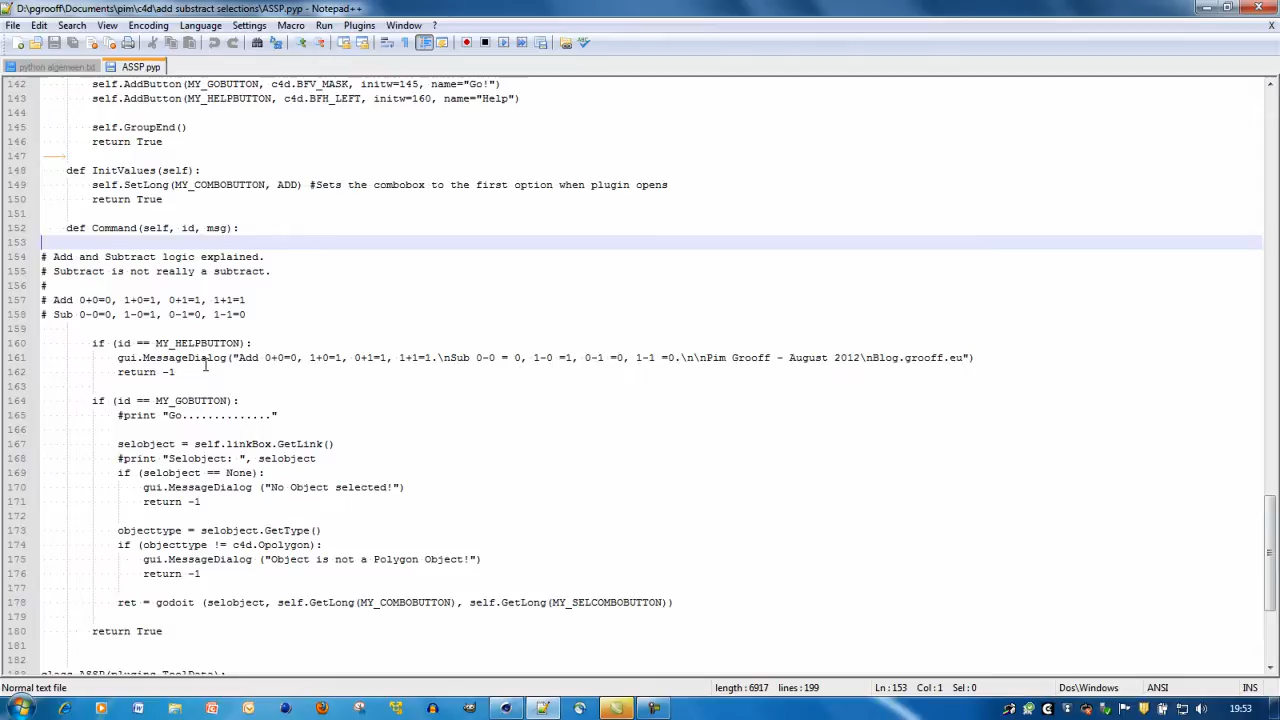 D:\pgrooff\Documents\pim\c4d\add substract selections\ASSP.pyp - Notepad++
File Edit Search View Encoding Language Settings Macro Run Plugins Window ?
X
python algemeen.txt ASSP.pyp
142 self.AddButton(MY_GOBUTTON, c4d.BFV_MASK, initw=145, name="Go!")
143 self.AddButton(MY_HELPBUTTON, c4d.BFH_LEFT, initw=160, name="Help")
144
145 self.GroupEnd()
146 return True
147
148 def InitValues(self):
149 self.SetLong(MY_COMBOBUTTON, ADD) #Sets the combobox to the first option when plugin opens
150 return True
151
152 def Command(self, id, msg):
153
154 # Add and Subtract logic explained.
155 # Subtract is not really a subtract.
156 #
157 # Add 0+0=0, 1+0=1, 0+1=1, 1+1=1
158 # Sub 0-0=0, 1-0=1, 0-1=0, 1-1=0
159
160 if (id == MY_HELPBUTTON):
161 gui.MessageDialog("Add 0+0=0, 1+0=1, 0+1=1, 1+1=1.\nSub 0-0 = 0, 1-0 =1, 0-1 =0, 1-1 =0.\n\nPim Grooff - August 2012\nBlog.grooff.eu")
162 return -1
163
164 if (id == MY_GOBUTTON):
165 #print "Go.............."
166
167 selobject = self.linkBox.GetLink()
168 #print "Selobject: ", selobject
169 if (selobject == None):
170 gui.MessageDialog ("No Object selected!")
171 return -1
172
173 objecttype = selobject.GetType()
174 if (objecttype != c4d.Opolygon):
175 gui.MessageDialog ("Object is not a Polygon Object!")
176 return -1
177
178 ret = godoit (selobject, self.GetLong(MY_COMBOBUTTON), self.GetLong(MY_SELCOMBOBUTTON))
179
180 return True
181
182
183 class ASSP(plugins.ToolData):
Normal text file length : 6917 lines : 199 Ln : 153 Col : 1 Sel : 0 Dos\Windows ANSI INS
19:53